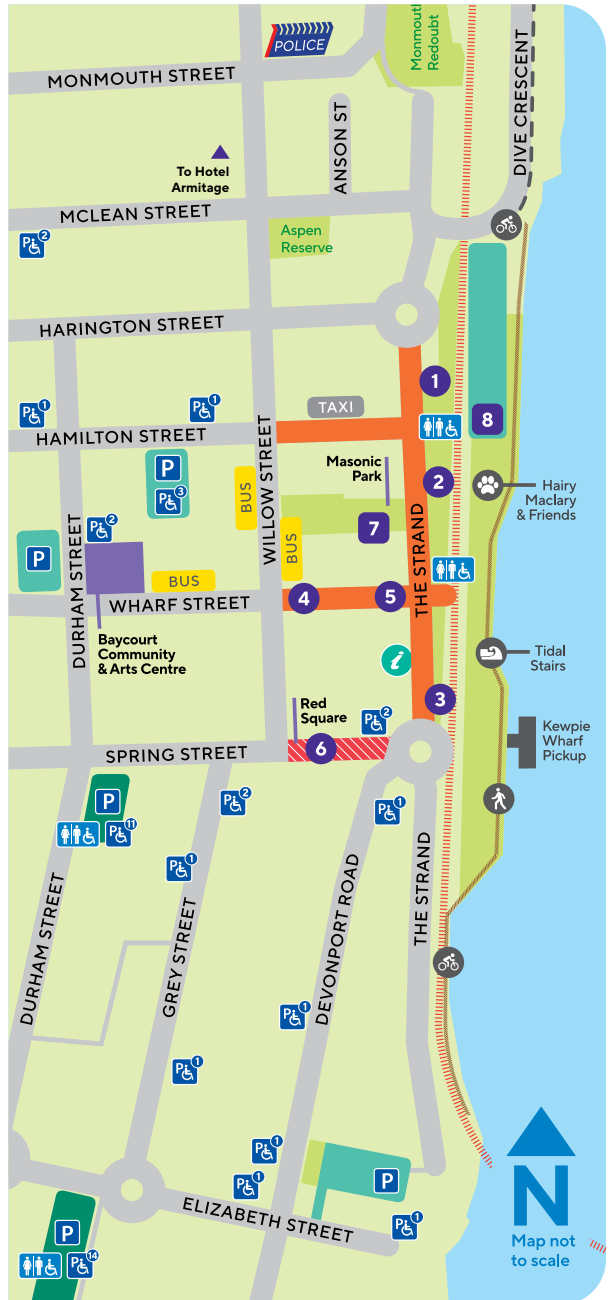 Monmouth
Redoubt
POLICE
MONMOUTH STREET
DIVE CRESCENT
ANSON ST
To Hotel
Armitage
MCLEAN STREET
P 2
Aspen
Reserve
HARINGTON STREET
1
P 1
P 1
TAXI
8
HAMILTON STREET
P
P 3
Masonic
Park
2
Hairy
Maclary
& Friends
BUS
WILLOW STREET
7
THE STRAND
P 2
P
BUS
BUS
DURHAM STREET
WHARF STREET
4
5
Baycourt
Community
& Arts Centre
i
Tidal
Stairs
Red
Square
3
P 2
Kewpie
Wharf
Pickup
SPRING STREET
6
P
P 2
P 11
P 1
P 1
DURHAM STREET
GREY STREET
DEVONPORT ROAD
THE STRAND
P 1
P 1
P 1
P 1
P
ELIZABETH STREET
P 1
P
P 14
N
Map not
to scale